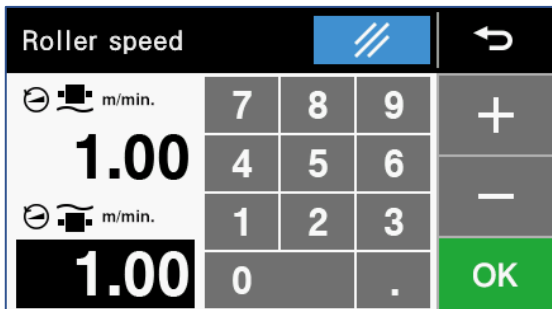 Roller speed
m/min.
1.00
m/min.
1.00
7 8 9
4 5 6
1 2 3
0 .
+
−
OK